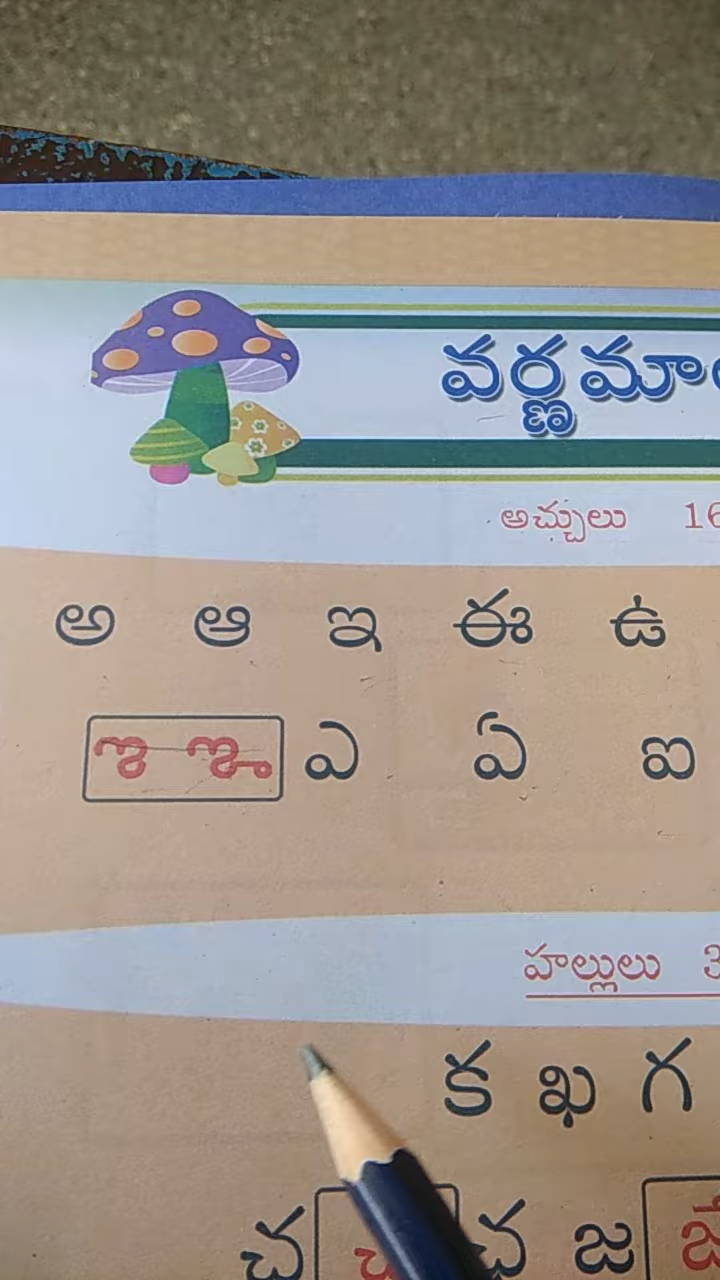 వర్ణమాల
అచ్చులు 16
అ ఆ ఇ ఈ ఉ
ఌ ౡ ఎ ఏ ఐ
హల్లులు 3
క ఖ గ
చ ఛ జ